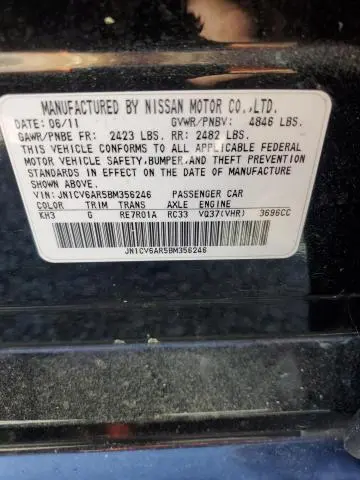 MANUFACTURED BY NISSAN MOTOR CO.,LTD.
DATE: 06/11 GVWR/PNBV: 4846 LBS.
GAWR/PNBE FR: 2423 LBS. RR: 2482 LBS.
THIS VEHICLE CONFORMS TO ALL APPLICABLE FEDERAL
MOTOR VEHICLE SAFETY,BUMPER,AND THEFT PREVENTION
STANDARDS IN EFFECT ON THE DATE OF MANUFACTURE
SHOWN ABOVE.
VIN: JN1CV6AR5BM356246 PASSENGER CAR
COLOR TRIM TRANS AXLE ENGINE
KH3 G RE7R01A RC33 VQ37(VHR) 3696CC
JN1CV6AR5BM356246